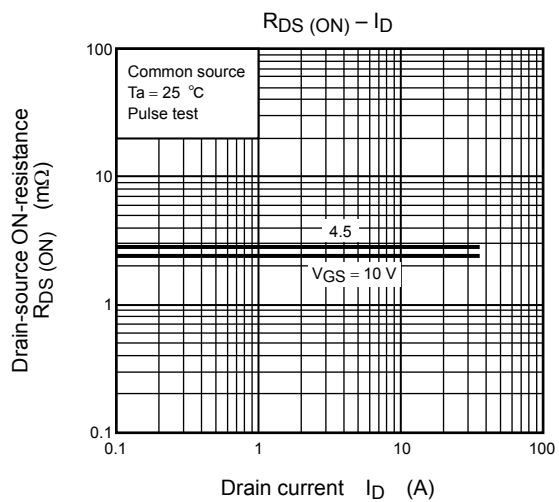 RDS (ON) – ID
Common source
Ta = 25 °C
Pulse test
Drain-source ON-resistance
RDS (ON) (mΩ)
100
10
1
0.1
4.5
VGS = 10 V
0.1
1
10
100
Drain current ID (A)